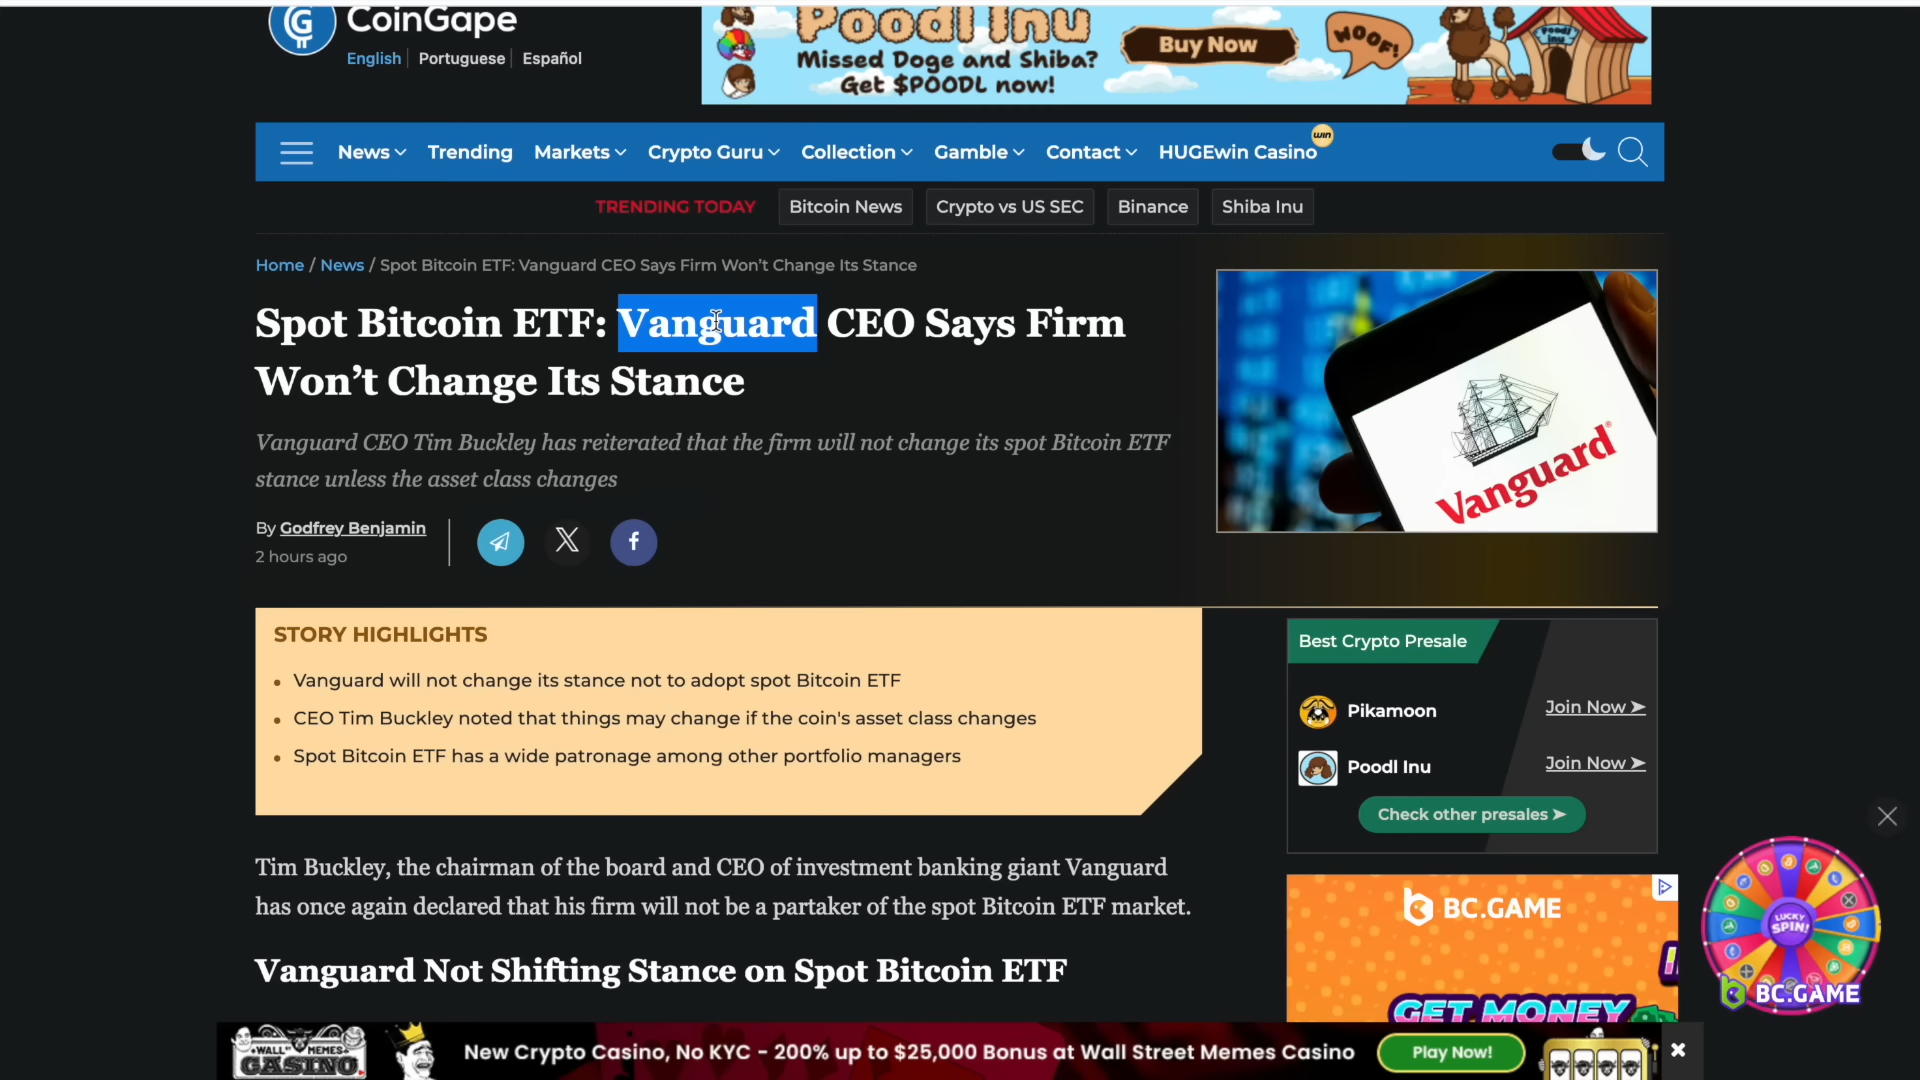 CoinGape
English Portuguese Español
Poodl Inu
Missed Doge and Shiba?
Get $POODL now!
Buy Now
WOOF!
Poodl Inu
News Trending Markets Crypto Guru Collection Gamble Contact HUGEwin Casino
win
TRENDING TODAY Bitcoin News Crypto vs US SEC Binance Shiba Inu
Home / News / Spot Bitcoin ETF: Vanguard CEO Says Firm Won’t Change Its Stance
Spot Bitcoin ETF: Vanguard CEO Says Firm
Won’t Change Its Stance
Vanguard CEO Tim Buckley has reiterated that the firm will not change its spot Bitcoin ETF
stance unless the asset class changes
By Godfrey Benjamin
2 hours ago
Vanguard®
STORY HIGHLIGHTS
• Vanguard will not change its stance not to adopt spot Bitcoin ETF
• CEO Tim Buckley noted that things may change if the coin's asset class changes
• Spot Bitcoin ETF has a wide patronage among other portfolio managers
Tim Buckley, the chairman of the board and CEO of investment banking giant Vanguard
has once again declared that his firm will not be a partaker of the spot Bitcoin ETF market.
Vanguard Not Shifting Stance on Spot Bitcoin ETF
Best Crypto Presale
Pikamoon Join Now ➤
Poodl Inu Join Now ➤
Check other presales ➤
BC.GAME
GET MONEY
LUCKY
SPIN!
BC.GAME
WALL ST MEMES
CASINO
New Crypto Casino, No KYC - 200% up to $25,000 Bonus at Wall Street Memes Casino
Play Now!